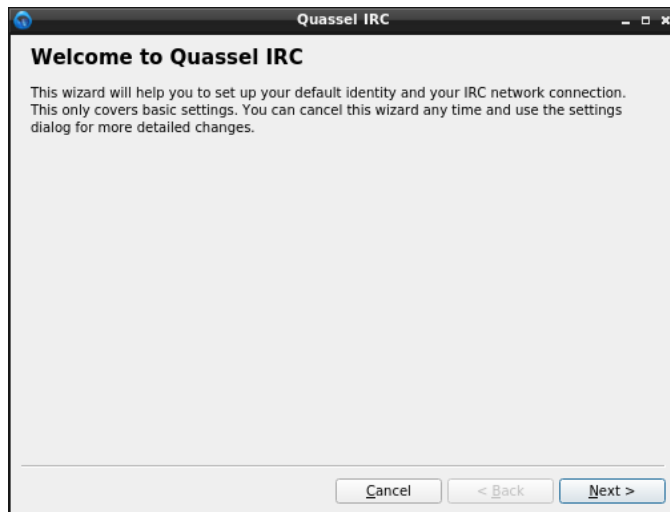 Quassel IRC
Welcome to Quassel IRC
This wizard will help you to set up your default identity and your IRC network connection.
This only covers basic settings. You can cancel this wizard any time and use the settings
dialog for more detailed changes.
Cancel
< Back
Next >